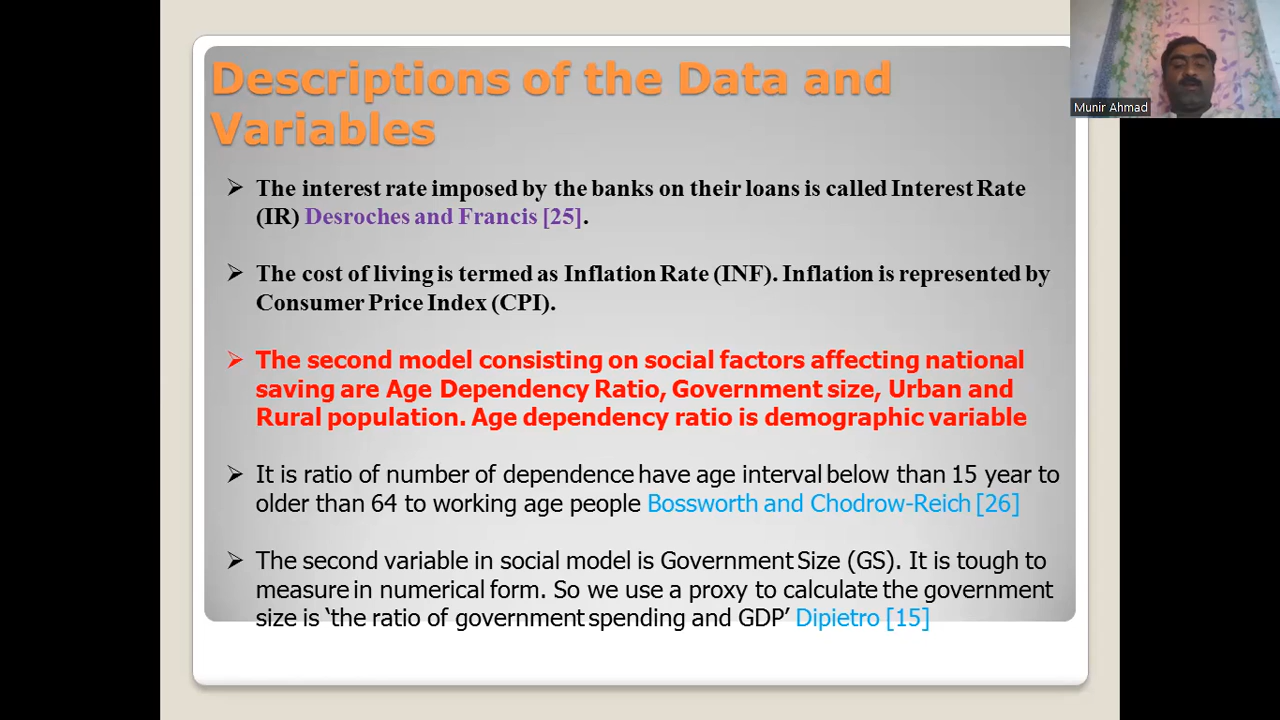 Descriptions of the Data and
Variables
Munir Ahmad
➢ The interest rate imposed by the banks on their loans is called Interest Rate
(IR) Desroches and Francis [25].
➢ The cost of living is termed as Inflation Rate (INF). Inflation is represented by
Consumer Price Index (CPI).
➢ The second model consisting on social factors affecting national
saving are Age Dependency Ratio, Government size, Urban and
Rural population. Age dependency ratio is demographic variable
➢ It is ratio of number of dependence have age interval below than 15 year to
older than 64 to working age people Bossworth and Chodrow-Reich [26]
➢ The second variable in social model is Government Size (GS). It is tough to
measure in numerical form. So we use a proxy to calculate the government
size is ‘the ratio of government spending and GDP’ Dipietro [15]